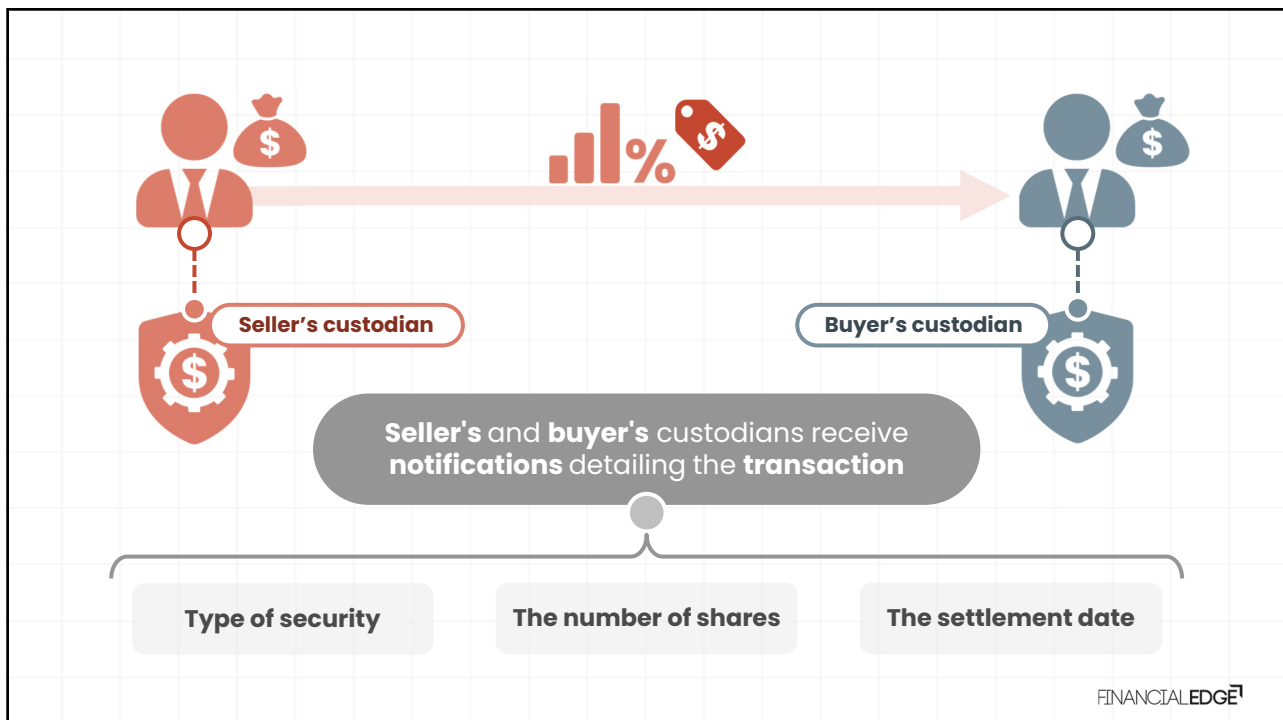 $
%
$
$
Seller’s custodian
Buyer’s custodian
$
$
Seller's and buyer's custodians receive
notifications detailing the transaction
Type of security
The number of shares
The settlement date
FINANCIALEDGE